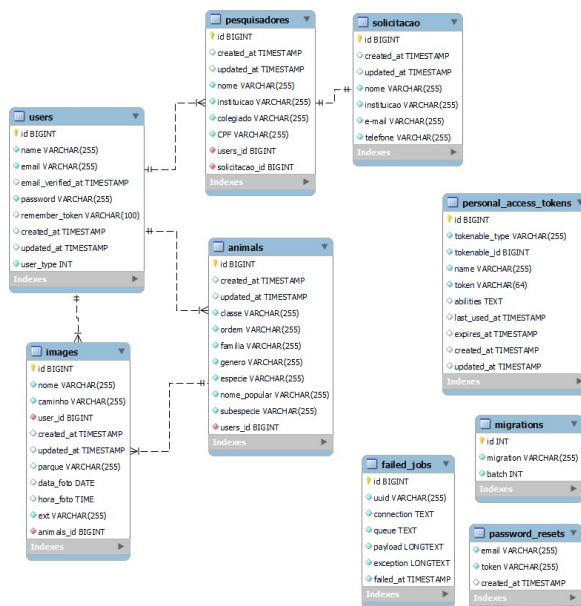 pesquisadores
id BIGINT
created_at TIMESTAMP
updated_at TIMESTAMP
nome VARCHAR(255)
instituicao VARCHAR(255)
colegiado VARCHAR(255)
CPF VARCHAR(255)
users_id BIGINT
solicitacao_id BIGINT
Indexes
solicitacao
id BIGINT
created_at TIMESTAMP
updated_at TIMESTAMP
nome VARCHAR(255)
instituicao VARCHAR(255)
e-mail VARCHAR(255)
telefone VARCHAR(255)
Indexes
users
id BIGINT
name VARCHAR(255)
email VARCHAR(255)
email_verified_at TIMESTAMP
password VARCHAR(255)
remember_token VARCHAR(100)
created_at TIMESTAMP
updated_at TIMESTAMP
user_type INT
Indexes
personal_access_tokens
id BIGINT
tokenable_type VARCHAR(255)
tokenable_id BIGINT
name VARCHAR(255)
token VARCHAR(64)
abilities TEXT
last_used_at TIMESTAMP
expires_at TIMESTAMP
created_at TIMESTAMP
updated_at TIMESTAMP
Indexes
animals
id BIGINT
created_at TIMESTAMP
updated_at TIMESTAMP
classe VARCHAR(255)
ordem VARCHAR(255)
familia VARCHAR(255)
genero VARCHAR(255)
especie VARCHAR(255)
nome_popular VARCHAR(255)
subespecie VARCHAR(255)
users_id BIGINT
Indexes
images
id BIGINT
nome VARCHAR(255)
caminho VARCHAR(255)
user_id BIGINT
created_at TIMESTAMP
updated_at TIMESTAMP
parque VARCHAR(255)
data_foto DATE
hora_foto TIME
ext VARCHAR(255)
animals_id BIGINT
Indexes
migrations
id INT
migration VARCHAR(255)
batch INT
Indexes
failed_jobs
id BIGINT
uuid VARCHAR(255)
connection TEXT
queue TEXT
payload LONGTEXT
exception LONGTEXT
failed_at TIMESTAMP
Indexes
password_resets
email VARCHAR(255)
token VARCHAR(255)
created_at TIMESTAMP
Indexes